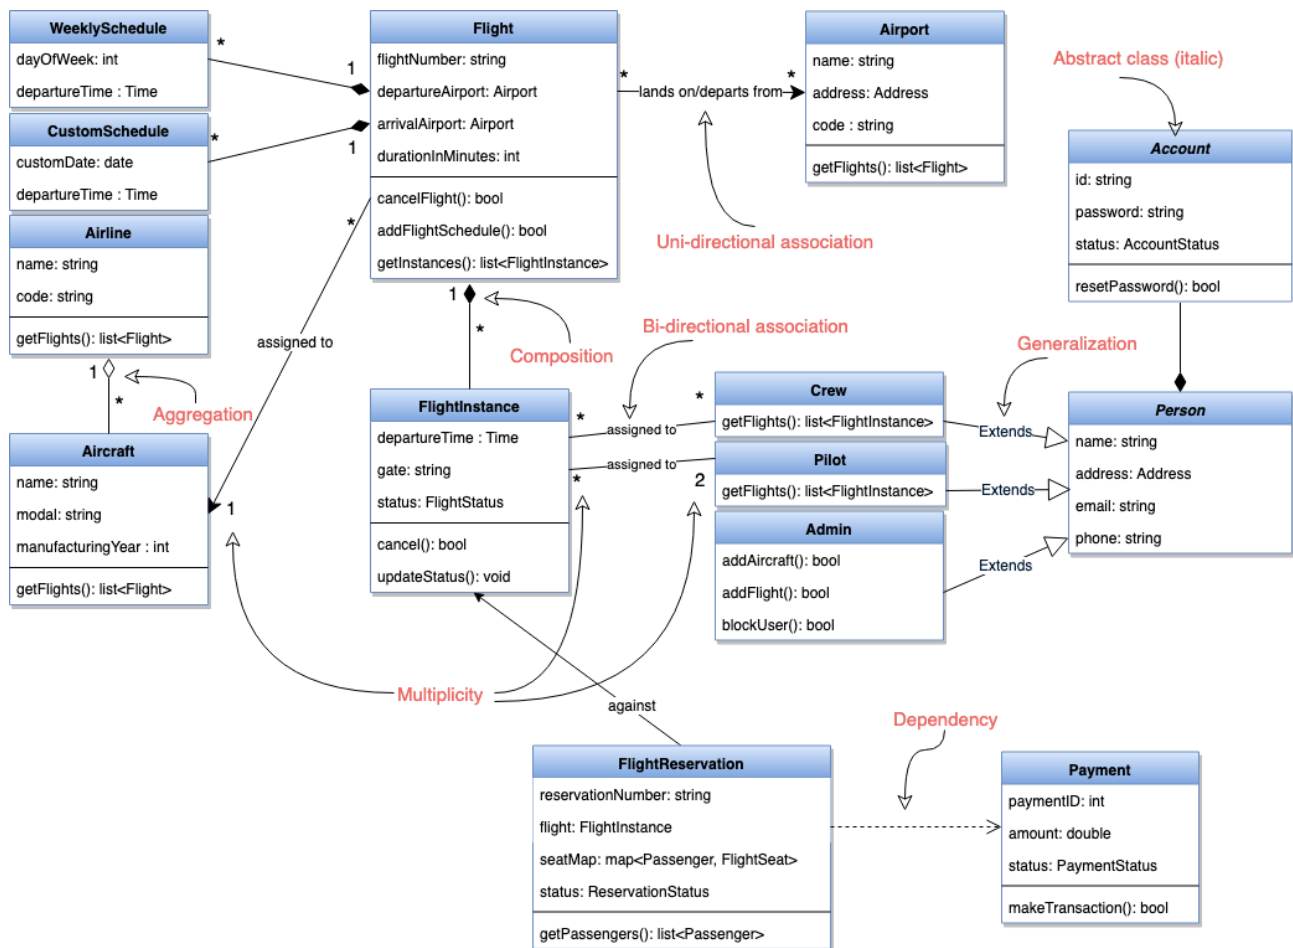 WeeklySchedule
dayOfWeek: int
departureTime : Time
CustomSchedule
customDate: date
departureTime : Time
Airline
name: string
code: string
getFlights(): list<Flight>
1
*
Aggregation
Aircraft
name: string
modal: string
manufacturingYear : int
getFlights(): list<Flight>
*
1
*
1
Flight
flightNumber: string
departureAirport: Airport
arrivalAirport: Airport
durationInMinutes: int
cancelFlight(): bool
addFlightSchedule(): bool
getInstances(): list<FlightInstance>
*
assigned to
1
*
lands on/departs from
*
Uni-directional association
Airport
name: string
address: Address
code : string
getFlights(): list<Flight>
Abstract class (italic)
Account
id: string
password: string
status: AccountStatus
resetPassword(): bool
1
*
Composition
Bi-directional association
Generalization
FlightInstance
departureTime : Time
gate: string
status: FlightStatus
cancel(): bool
updateStatus(): void
*
assigned to
*
*
assigned to
2
Crew
getFlights(): list<FlightInstance>
Pilot
getFlights(): list<FlightInstance>
Admin
addAircraft(): bool
addFlight(): bool
blockUser(): bool
Extends
Extends
Extends
Person
name: string
address: Address
email: string
phone: string
Multiplicity
against
Dependency
FlightReservation
reservationNumber: string
flight: FlightInstance
seatMap: map<Passenger, FlightSeat>
status: ReservationStatus
getPassengers(): list<Passenger>
Payment
paymentID: int
amount: double
status: PaymentStatus
makeTransaction(): bool